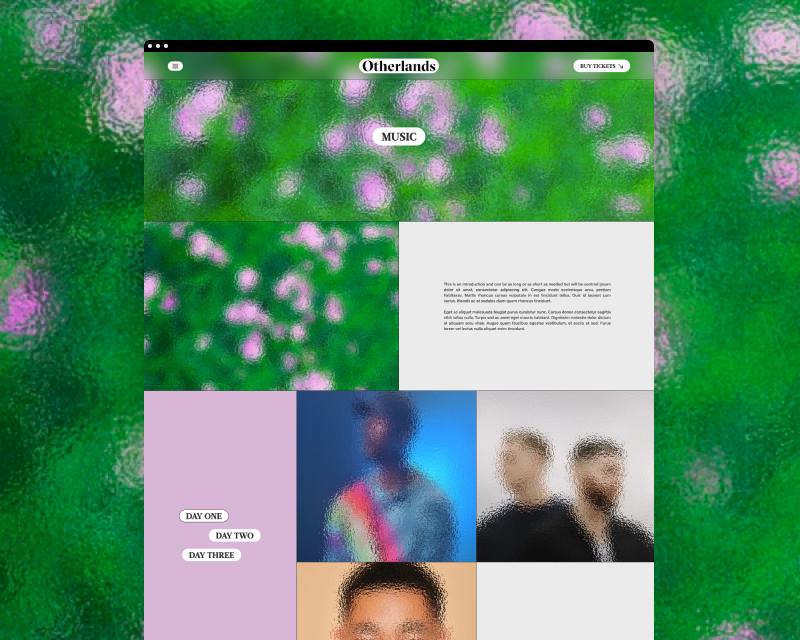 Otherlands
BUY TICKETS
MUSIC
This is an introduction and can be as long or as short as needed but will be contrast ipsum
dolor sit amet, consectetur adipiscing elit. Congue morbi scelerisque arcu, pretium
habitasse. Mattis rhoncus cursus vulputate in est tincidunt tellus. Duis id laoreet cum
varius. Blandit ac at sodales diam quam rhoncus tincidunt.
Eget ac aliquet malesuada feugiat purus curabitur nunc. Cursus donec consectetur sagittis
nibh tellus nulla. Turpis sed ac amet eget mauris habitant. Dignissim molestie dolor dictum
at aliquam arcu vitae. Augue quam faucibus egestas vestibulum, et sociis at sed. Purus
lorem vel lectus nulla aliquet enim tincidunt.
DAY ONE
DAY TWO
DAY THREE